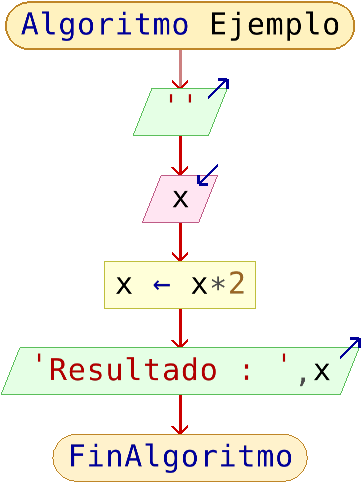 Algoritmo Ejemplo
''
x
x ← x*2
'Resultado : ',x
FinAlgoritmo